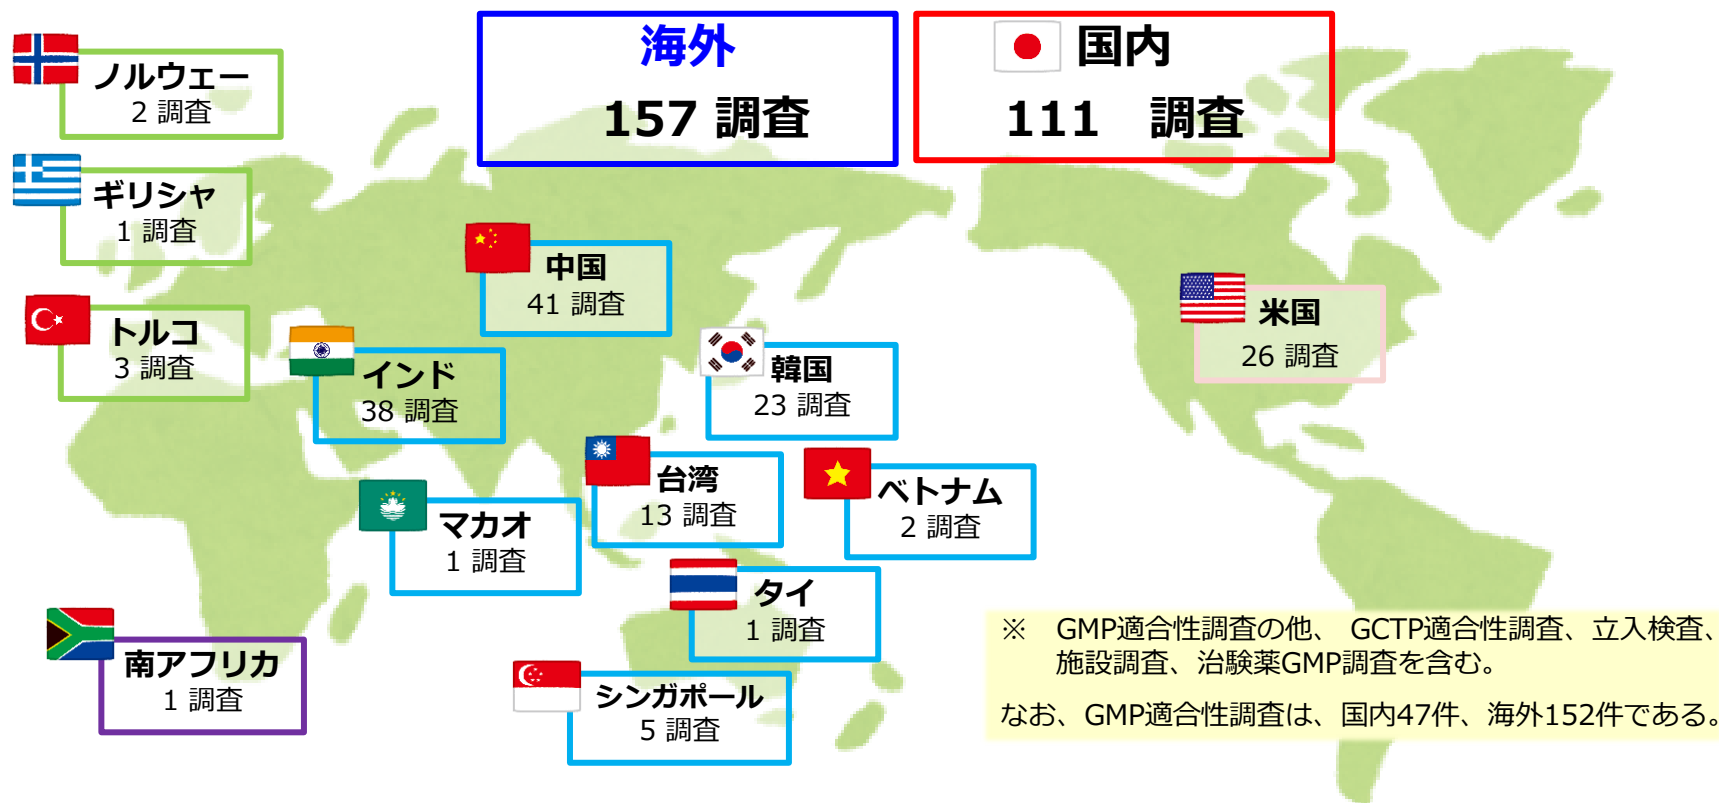 海外
157 調査
国内
111 調査
ノルウェー
2 調査
ギリシャ
1 調査
トルコ
3 調査
中国
41 調査
インド
38 調査
韓国
23 調査
米国
26 調査
台湾
13 調査
ベトナム
2 調査
マカオ
1 調査
タイ
1 調査
南アフリカ
1 調査
シンガポール
5 調査
※ GMP適合性調査の他、 GCTP適合性調査、立入検査、
施設調査、治験薬GMP調査を含む。
なお、GMP適合性調査は、国内47件、海外152件である。